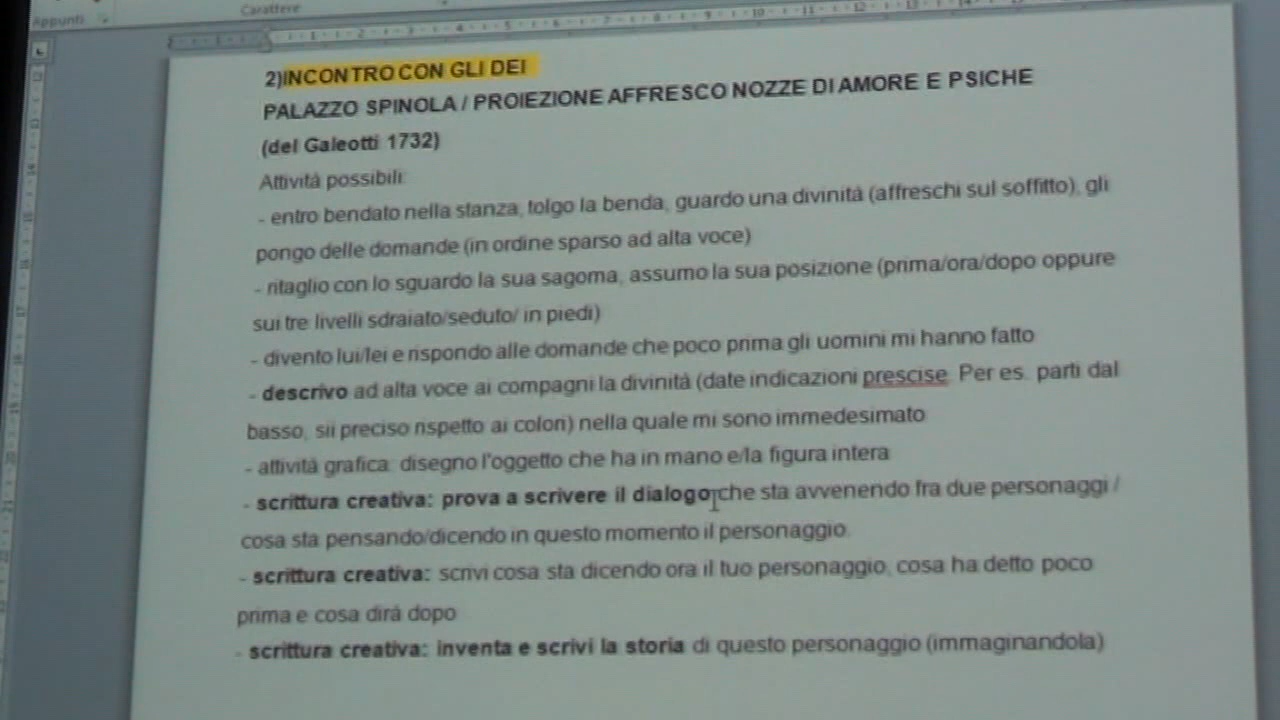 Appunti
Carattere
2)INCONTRO CON GLI DEI
PALAZZO SPINOLA / PROIEZIONE AFFRESCO NOZZE DI AMORE E PSICHE
(del Galeotti 1732)
Attività possibili:
- entro bendato nella stanza, tolgo la benda, guardo una divinità (affreschi sul soffitto), gli
pongo delle domande (in ordine sparso ad alta voce)
- ritaglio con lo sguardo la sua sagoma, assumo la sua posizione (prima/ora/dopo oppure
sui tre livelli sdraiato/seduto/ in piedi)
- divento lui/lei e rispondo alle domande che poco prima gli uomini mi hanno fatto
- descrivo ad alta voce ai compagni la divinità (date indicazioni prescise. Per es. parti dal
basso, sii preciso rispetto ai colori) nella quale mi sono immedesimato
- attività grafica: disegno l'oggetto che ha in mano e/la figura intera
- scrittura creativa: prova a scrivere il dialogo che sta avvenendo fra due personaggi /
cosa sta pensando/dicendo in questo momento il personaggio.
- scrittura creativa: scrivi cosa sta dicendo ora il tuo personaggio, cosa ha detto poco
prima e cosa dirà dopo
- scrittura creativa: inventa e scrivi la storia di questo personaggio (immaginandola)